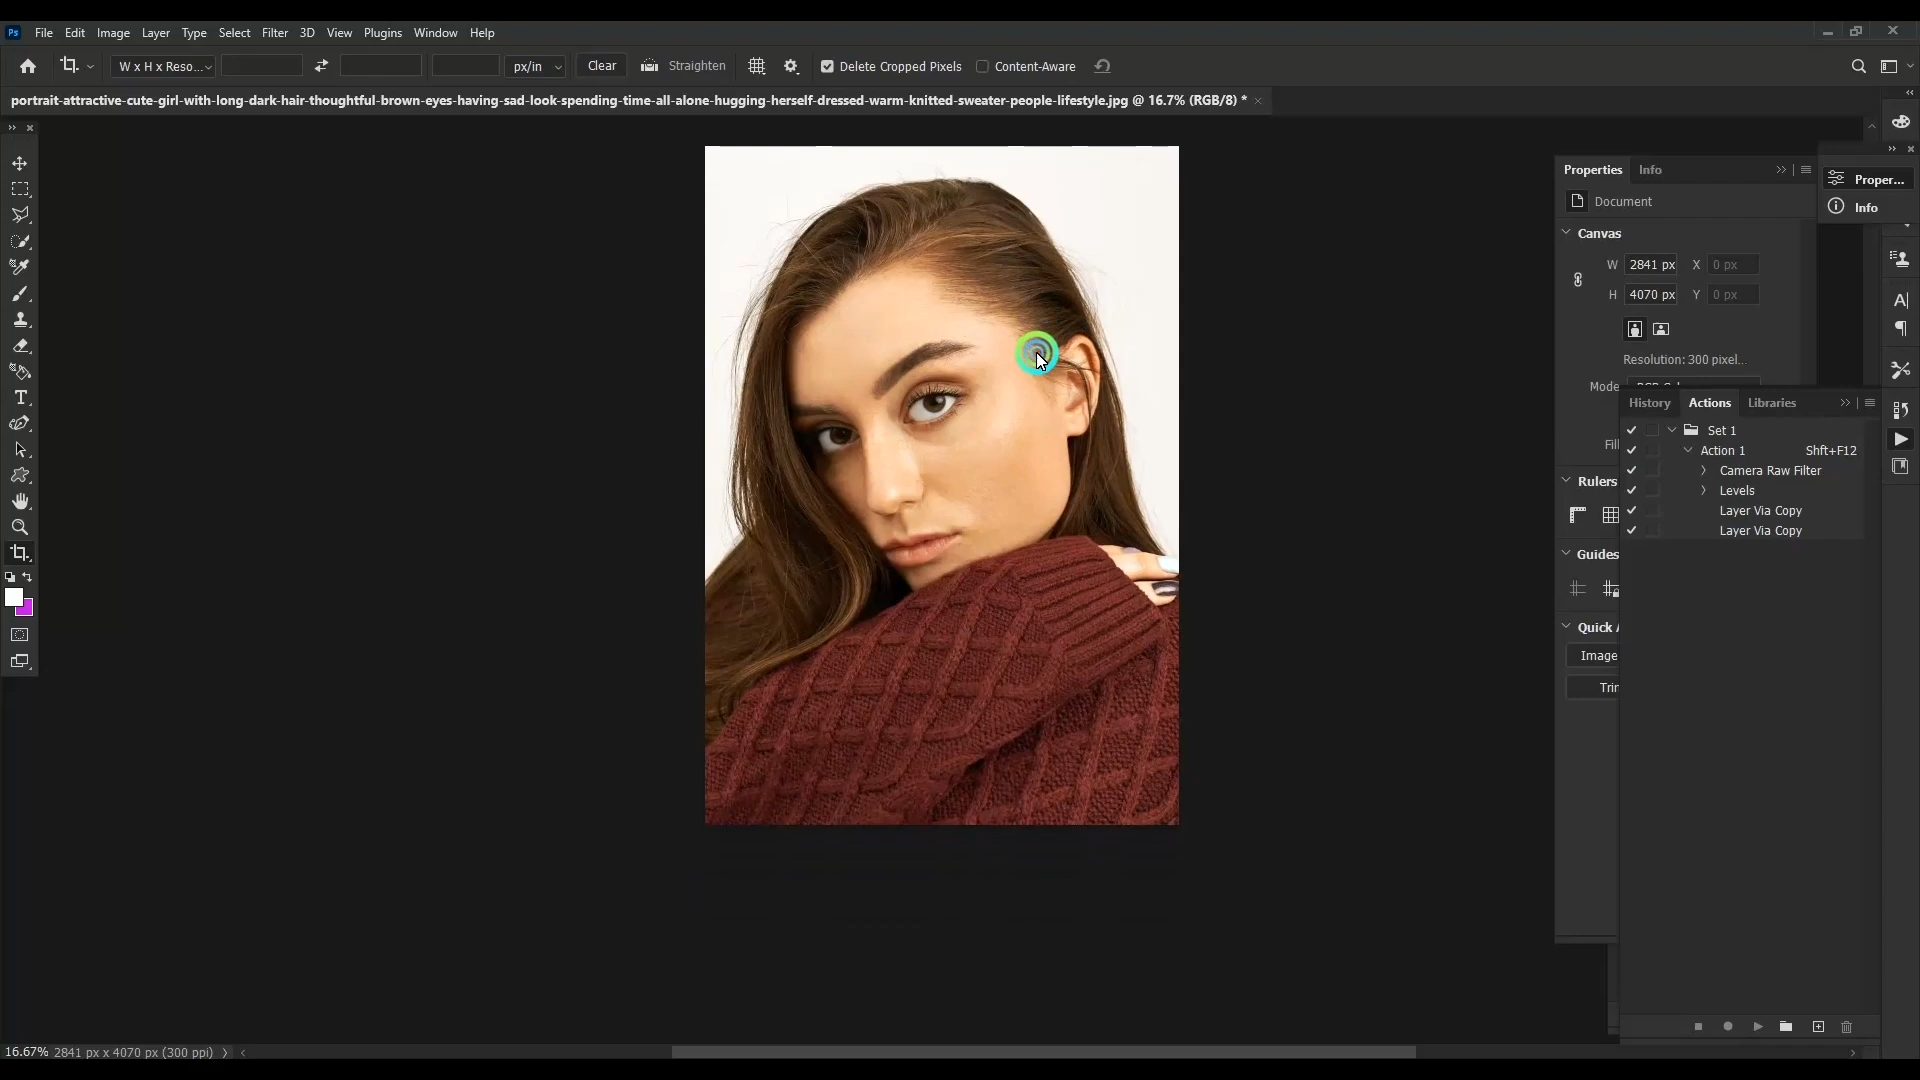 Ps File Edit Image Layer Type Select Filter 3D View Plugins Window Help
W x H x Reso... px/in Clear Straighten Delete Cropped Pixels Content-Aware
portrait-attractive-cute-girl-with-long-dark-hair-thoughtful-brown-eyes-having-sad-look-spending-time-all-alone-hugging-herself-dressed-warm-knitted-sweater-people-lifestyle.jpg @ 16.7% (RGB/8) *
Properties Info
Proper...
Document
Info
Canvas
W 2841 px X 0 px
H 4070 px Y 0 px
Resolution: 300 pixel...
Mode
History Actions Libraries
Set 1
Fill
Action 1 Shft+F12
Camera Raw Filter
Rulers
Levels
Layer Via Copy
Layer Via Copy
Guides
Quick A
Image
Trim
16.67% 2841 px x 4070 px (300 ppi)